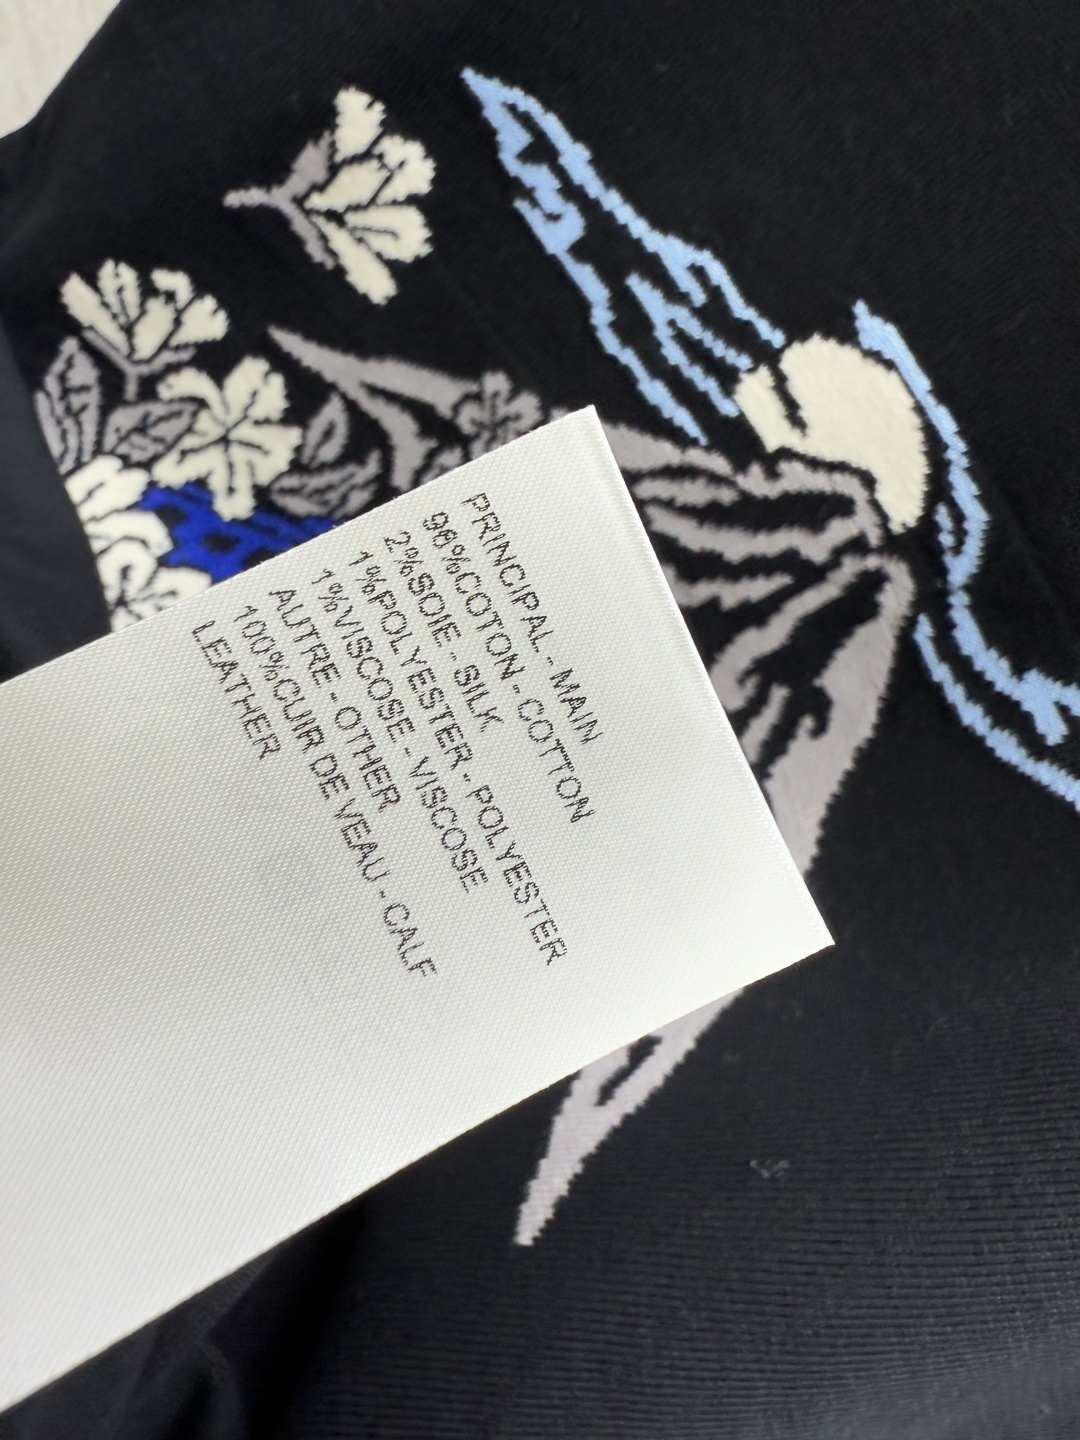 PRINCIPAL - MAIN
96%COTON - COTTON
2%SOIE - SILK
1%POLYESTER - POLYESTER
1%VISCOSE - VISCOSE
AUTRE - OTHER
100%CUIR DE VEAU - CALF
LEATHER